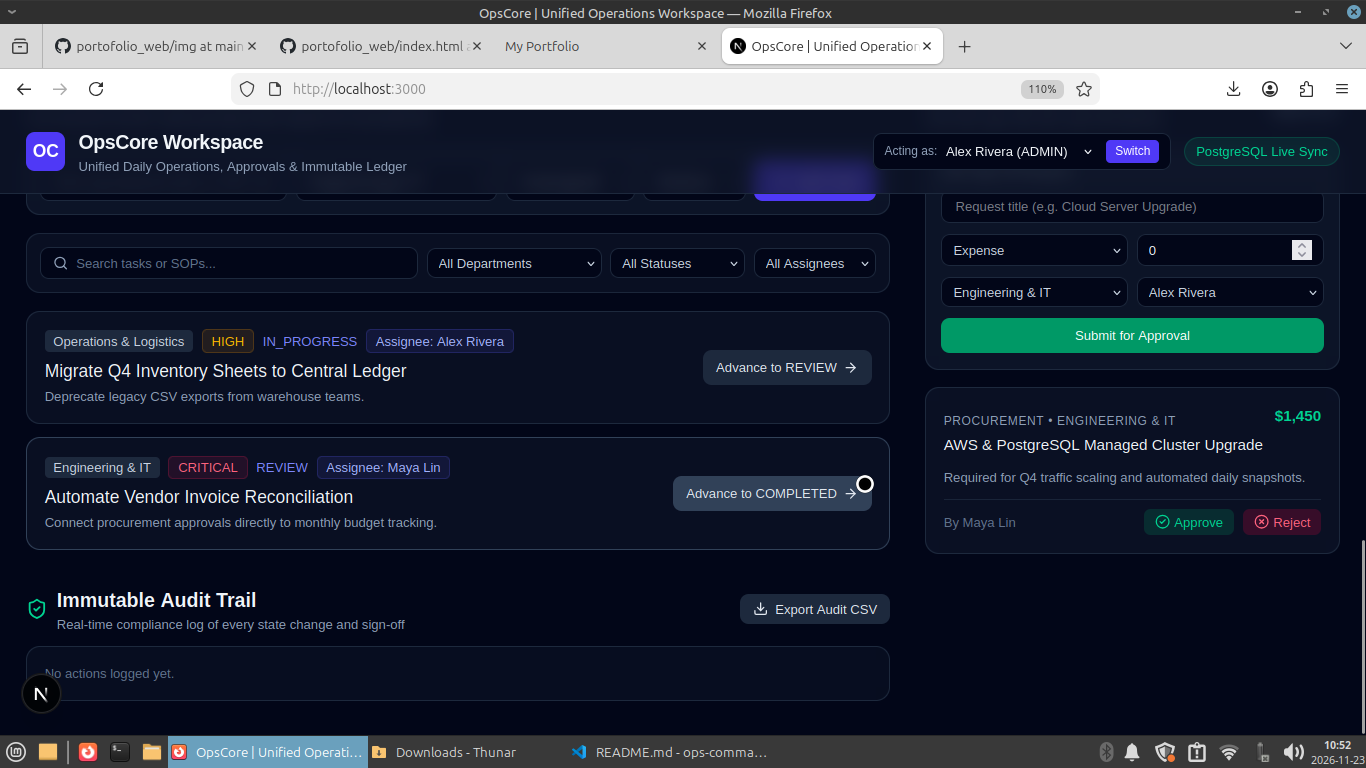 OpsCore | Unified Operations Workspace — Mozilla Firefox
portofolio_web/img at main
portofolio_web/index.html
My Portfolio
OpsCore | Unified Operation
http://localhost:3000
110%
OC
OpsCore Workspace
Unified Daily Operations, Approvals & Immutable Ledger
Acting as:
Alex Rivera (ADMIN)
Switch
PostgreSQL Live Sync
Search tasks or SOPs...
All Departments
All Statuses
All Assignees
Operations & Logistics
HIGH
IN_PROGRESS
Assignee: Alex Rivera
Migrate Q4 Inventory Sheets to Central Ledger
Deprecate legacy CSV exports from warehouse teams.
Advance to REVIEW
Engineering & IT
CRITICAL
REVIEW
Assignee: Maya Lin
Automate Vendor Invoice Reconciliation
Connect procurement approvals directly to monthly budget tracking.
Advance to COMPLETED
Immutable Audit Trail
Real-time compliance log of every state change and sign-off
Export Audit CSV
No actions logged yet.
N
Request title (e.g. Cloud Server Upgrade)
Expense
0
Engineering & IT
Alex Rivera
Submit for Approval
PROCUREMENT • ENGINEERING & IT
$1,450
AWS & PostgreSQL Managed Cluster Upgrade
Required for Q4 traffic scaling and automated daily snapshots.
By Maya Lin
Approve
Reject
OpsCore | Unified Operati...
Downloads - Thunar
README.md - ops-comma...
10:52
2026-11-23